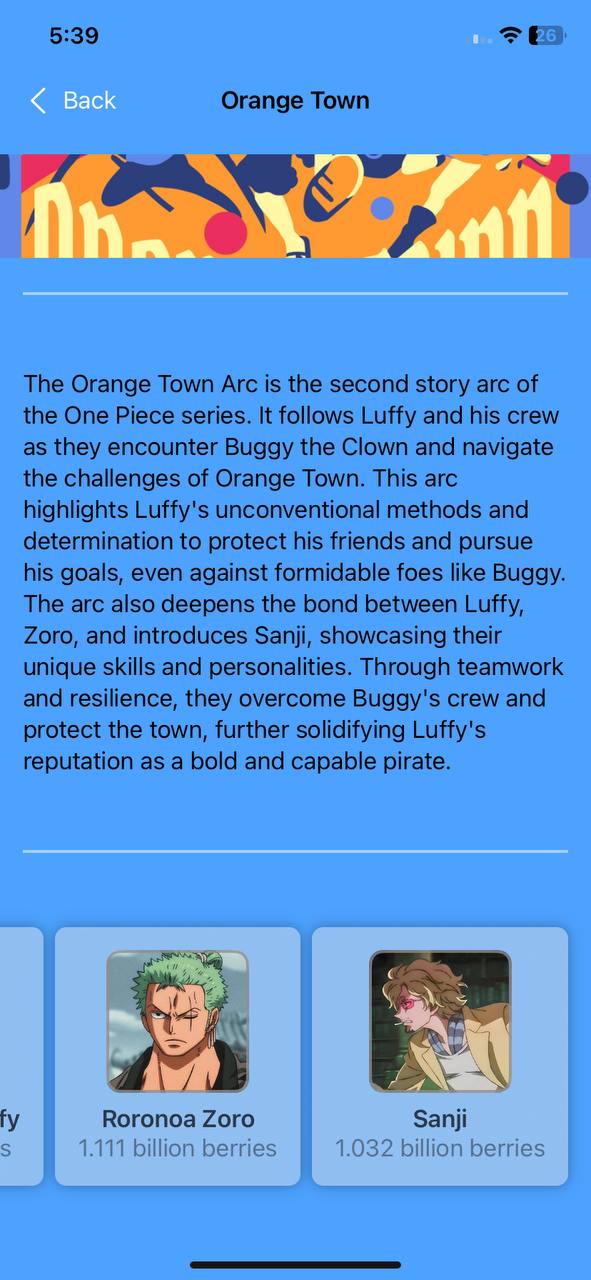 5:39
26
Back
Orange Town
The Orange Town Arc is the second story arc of
the One Piece series. It follows Luffy and his crew
as they encounter Buggy the Clown and navigate
the challenges of Orange Town. This arc
highlights Luffy's unconventional methods and
determination to protect his friends and pursue
his goals, even against formidable foes like Buggy.
The arc also deepens the bond between Luffy,
Zoro, and introduces Sanji, showcasing their
unique skills and personalities. Through teamwork
and resilience, they overcome Buggy's crew and
protect the town, further solidifying Luffy's
reputation as a bold and capable pirate.
fy
s
Roronoa Zoro
1.111 billion berries
Sanji
1.032 billion berries